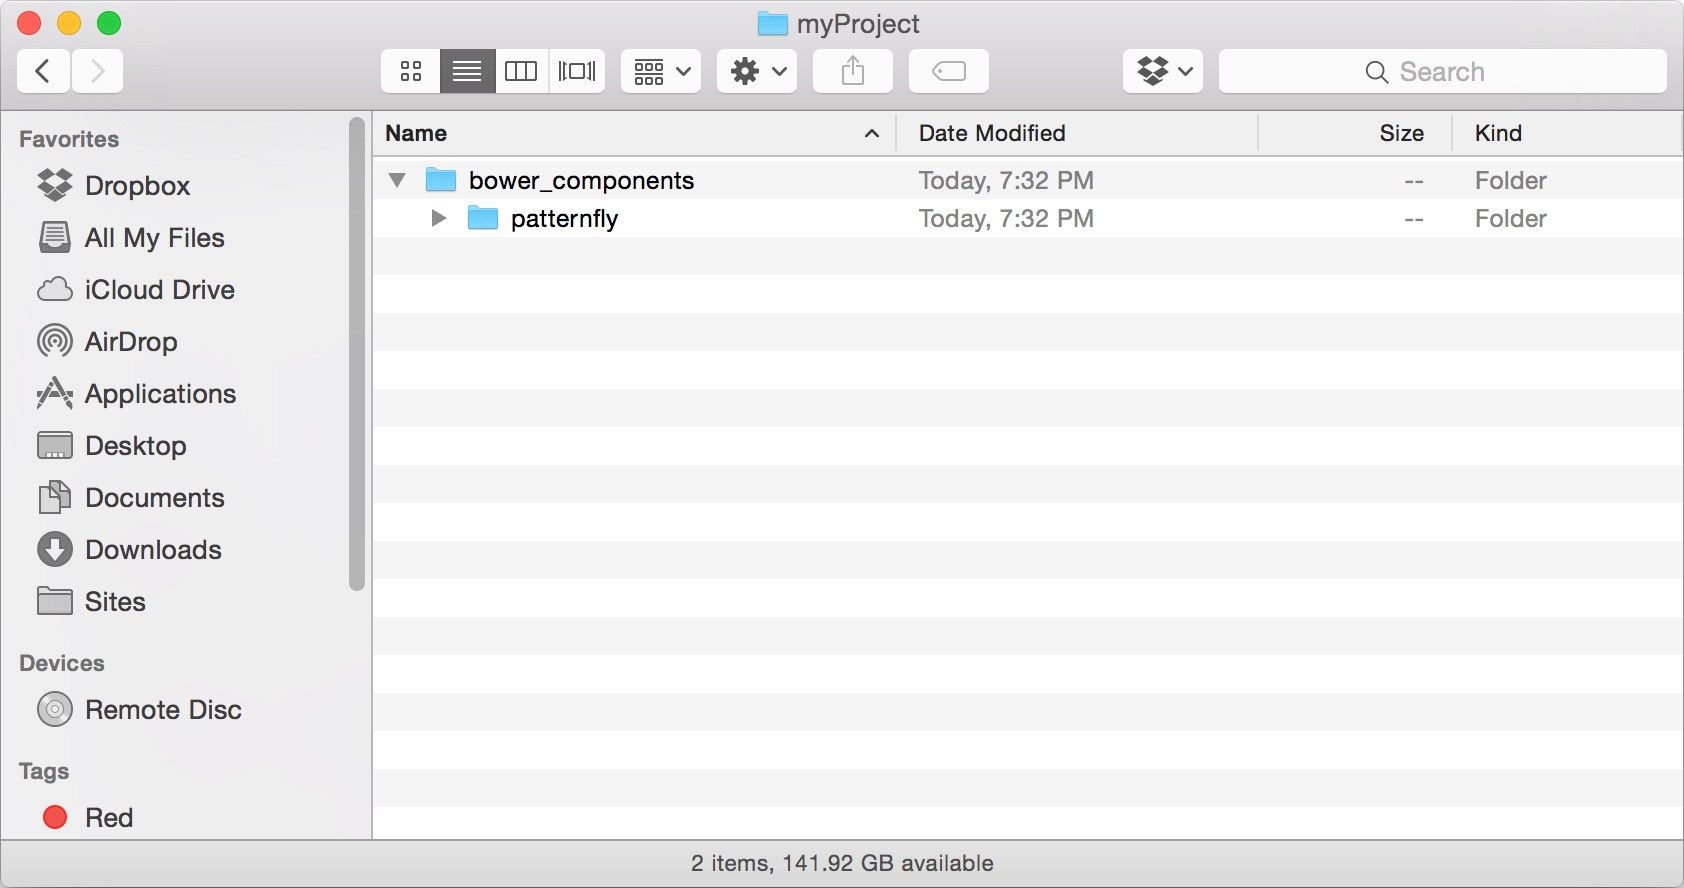 myProject
Search
Favorites
Dropbox
All My Files
iCloud Drive
AirDrop
Applications
Desktop
Documents
Downloads
Sites
Devices
Remote Disc
Tags
Red
Name Date Modified Size Kind
bower_components Today, 7:32 PM -- Folder
patternfly Today, 7:32 PM -- Folder
2 items, 141.92 GB available